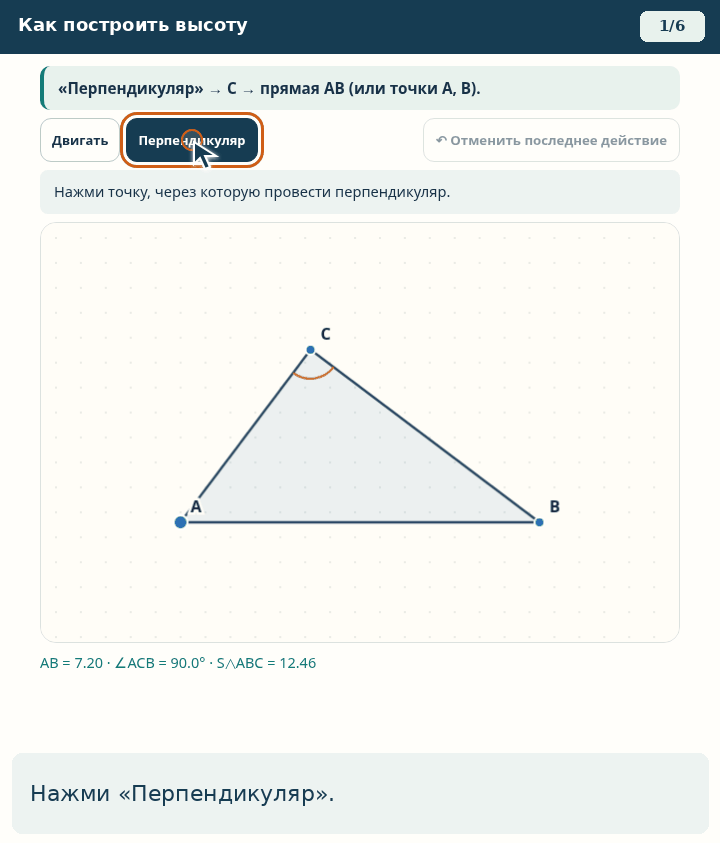 Как построить высоту
1/6
«Перпендикуляр» → C → прямая AB (или точки A, B).
Двигать
Перпендикуляр
↶ Отменить последнее действие
Нажми точку, через которую провести перпендикуляр.
C
A
B
AB = 7.20 · ∠ACB = 90.0° · S△ABC = 12.46
Нажми «Перпендикуляр».